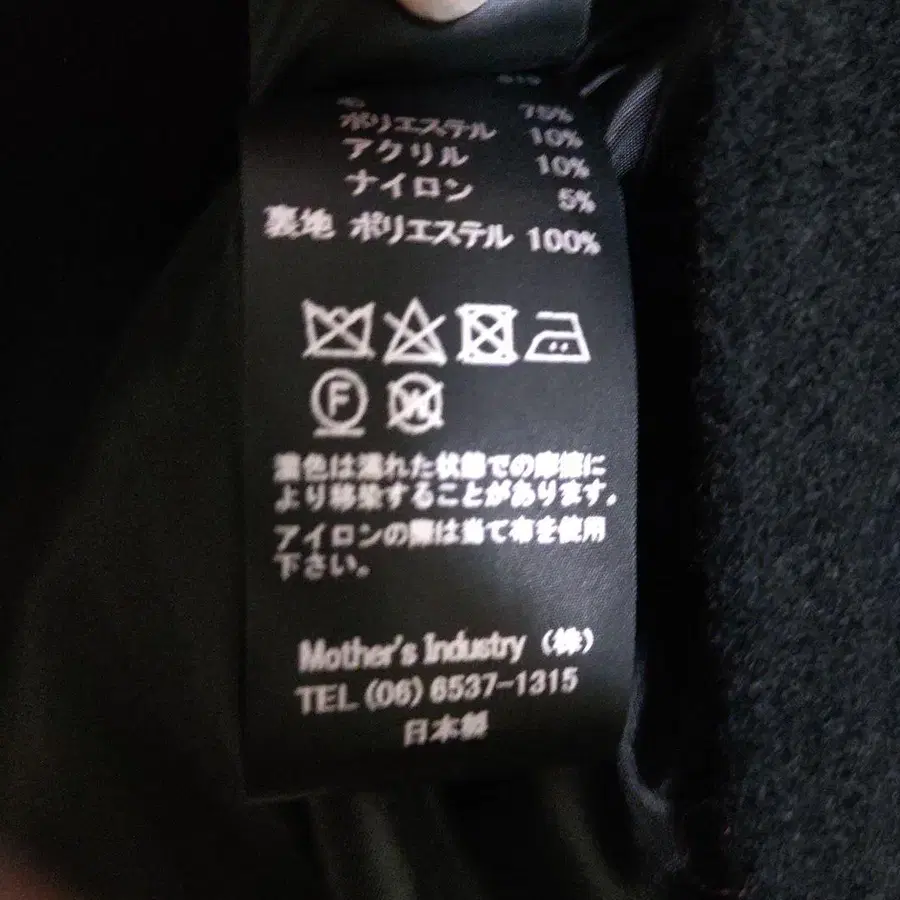 75%
ポリエステル 10%
アクリル 10%
ナイロン 5%
裏地 ポリエステル 100%
F
W
濃色は濡れた状態での摩擦に
より移染することがあります。
アイロンの際は当て布を使用
下さい。
Mother's Industry (株)
TEL (06) 6537-1315
日本製